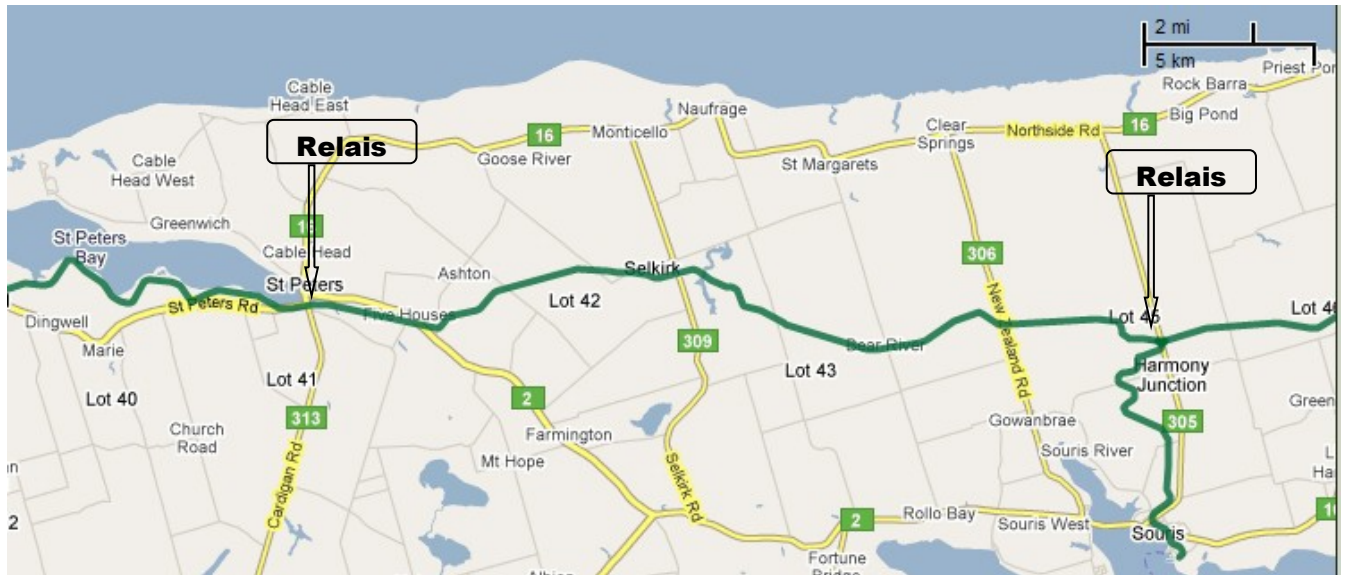 2 mi
5 km
Priest Por
Rock Barra
Big Pond
16
Northside Rd
Clear
Springs
Naufrage
Monticello
16
Goose River
St Margarets
Cable
Head East
Relais
Relais
Cable
Head West
Greenwich
St Peters
Bay
Cable Head
St Peters
Ashton
Selkirk
306
Lot 42
Five Houses
St Peters Rd
Dingwell
Marie
New Zealand Rd
Lot 45
Lot 46
309
Bear River
Lot 43
Harmony
Junction
Lot 41
Lot 40
2
313
Church
Road
Cardigan Rd
Farmington
Mt Hope
Selkirk Rd
Gowanbrae
305
Green
Souris River
2
Rollo Bay
Souris West
Souris
Fortune
2